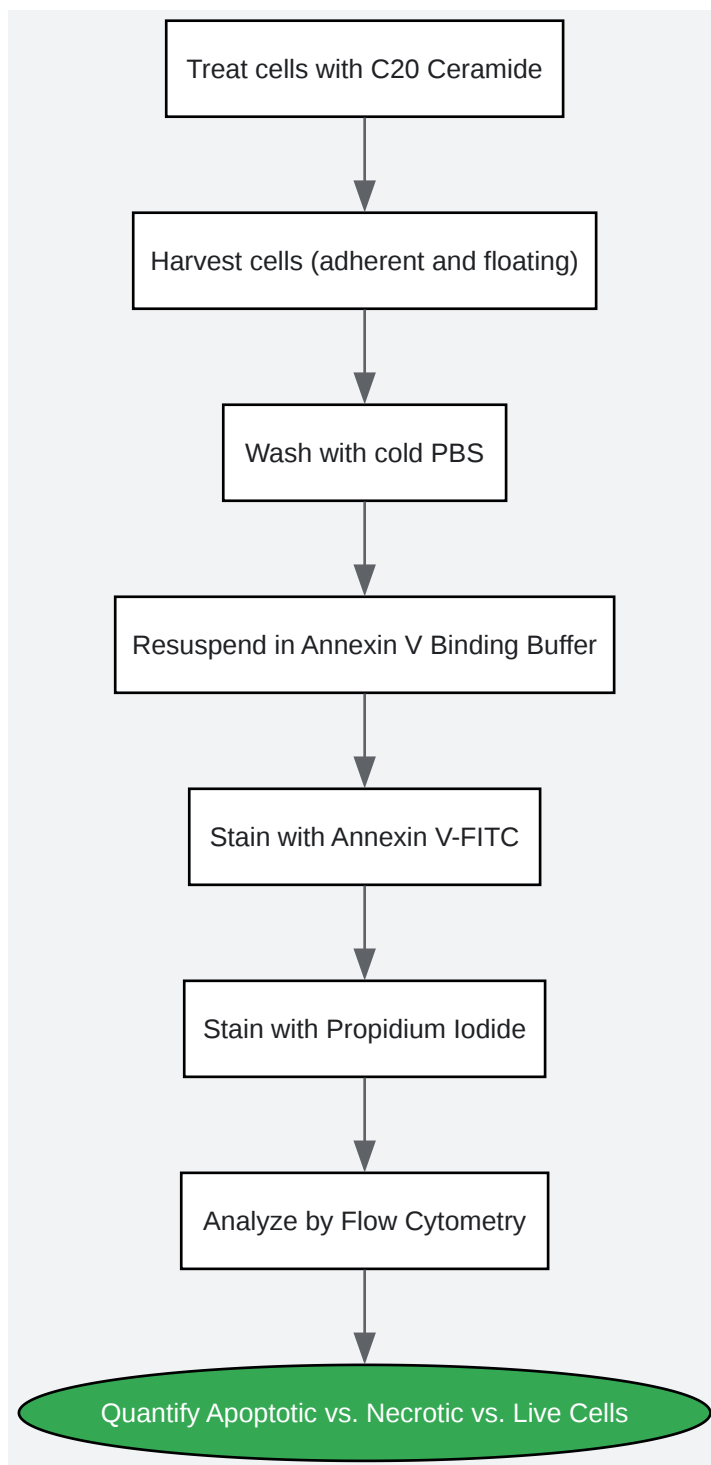 Treat cells with C20 Ceramide
Harvest cells (adherent and floating)
Wash with cold PBS
Resuspend in Annexin V Binding Buffer
Stain with Annexin V-FITC
Stain with Propidium Iodide
Analyze by Flow Cytometry
Quantify Apoptotic vs. Necrotic vs. Live Cells